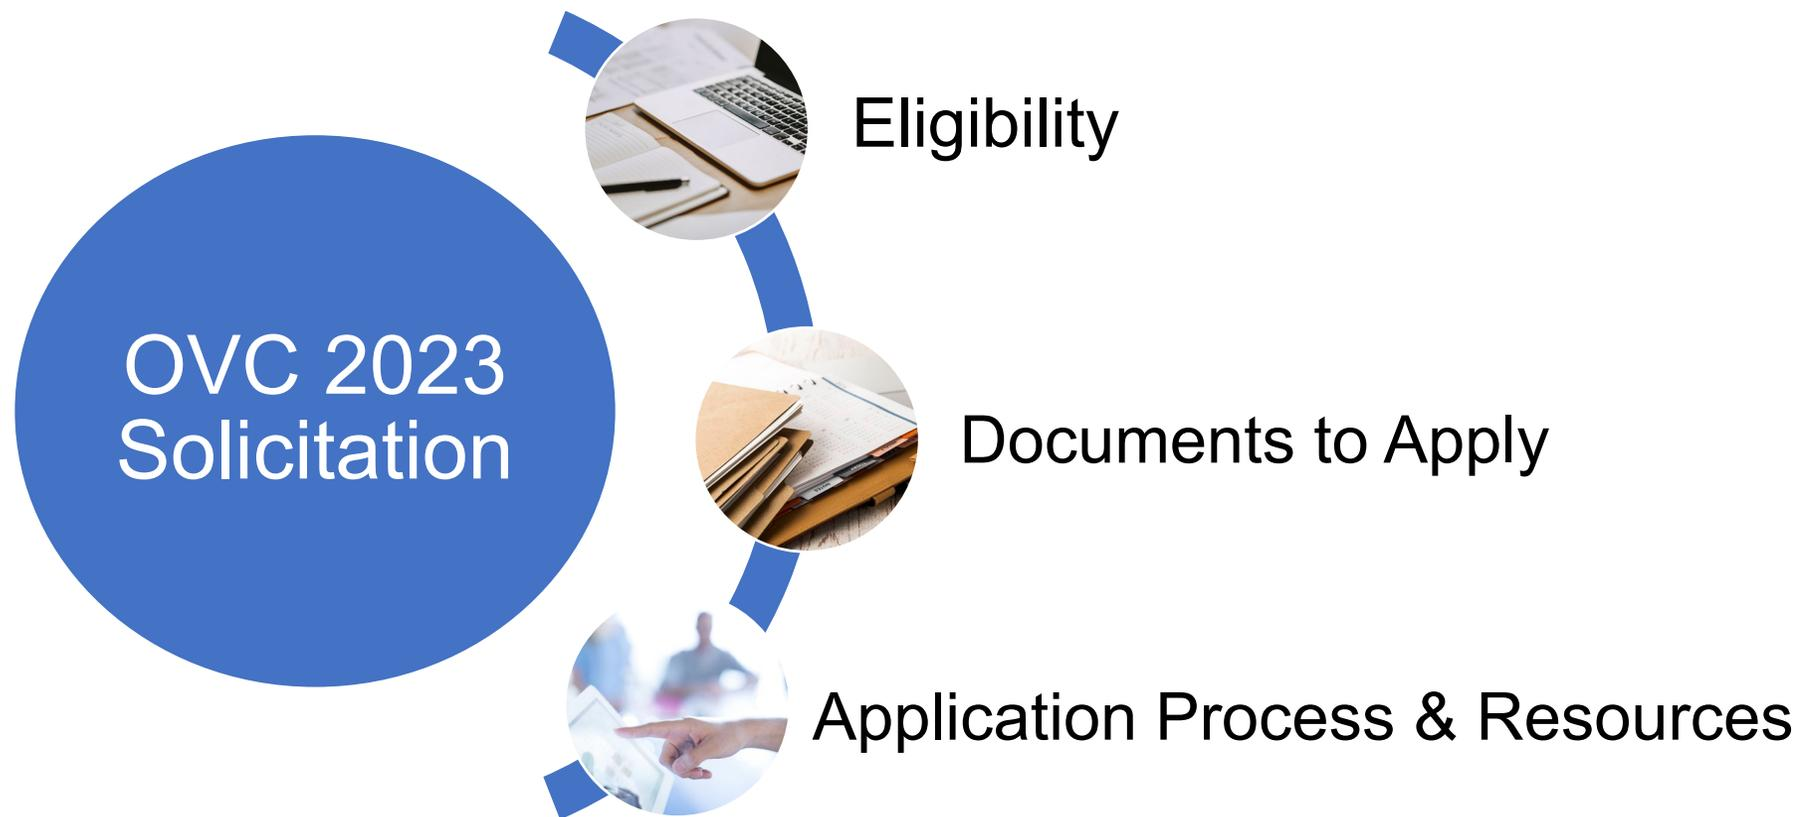 OVC 2023
Solicitation
Eligibility
Documents to Apply
Application Process & Resources